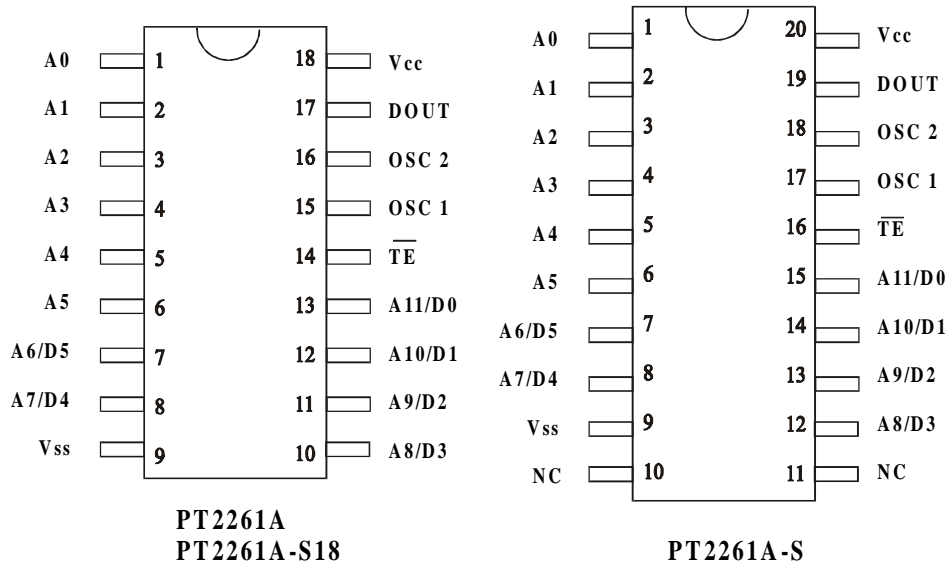 A0 1 18 Vcc
A1 2 17 DOUT
A2 3 16 OSC 2
A3 4 15 OSC 1
A4 5 14 T̅E̅
A5 6 13 A11/D0
A6/D5 7 12 A10/D1
A7/D4 8 11 A9/D2
Vss 9 10 A8/D3
PT2261A
PT2261A-S18
A0 1 20 Vcc
A1 2 19 DOUT
A2 3 18 OSC 2
A3 4 17 OSC 1
A4 5 16 T̅E̅
A5 6 15 A11/D0
A6/D5 7 14 A10/D1
A7/D4 8 13 A9/D2
Vss 9 12 A8/D3
NC 10 11 NC
PT2261A-S